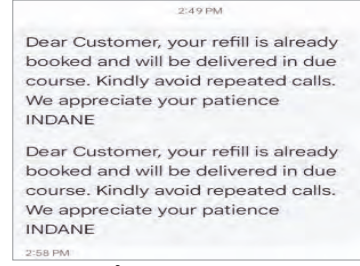 2:49 PM
Dear Customer, your refill is already
booked and will be delivered in due
course. Kindly avoid repeated calls.
We appreciate your patience
INDANE
Dear Customer, your refill is already
booked and will be delivered in due
course. Kindly avoid repeated calls.
We appreciate your patience
INDANE
2:58 PM